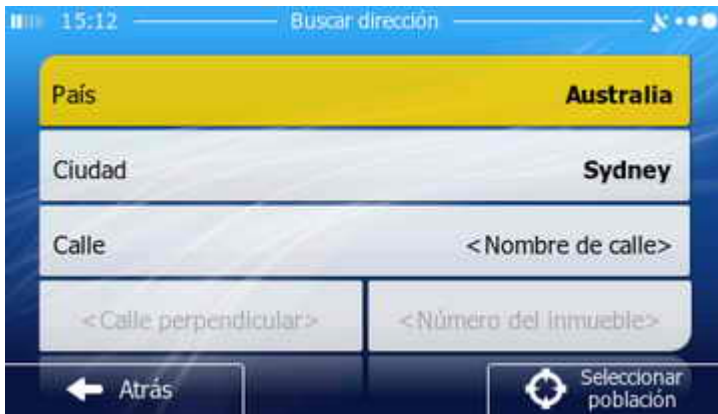 15:12 Buscar dirección
País Australia
Ciudad Sydney
Calle <Nombre de calle>
<Calle perpendicular> <Número del inmueble>
Atrás Seleccionar
población